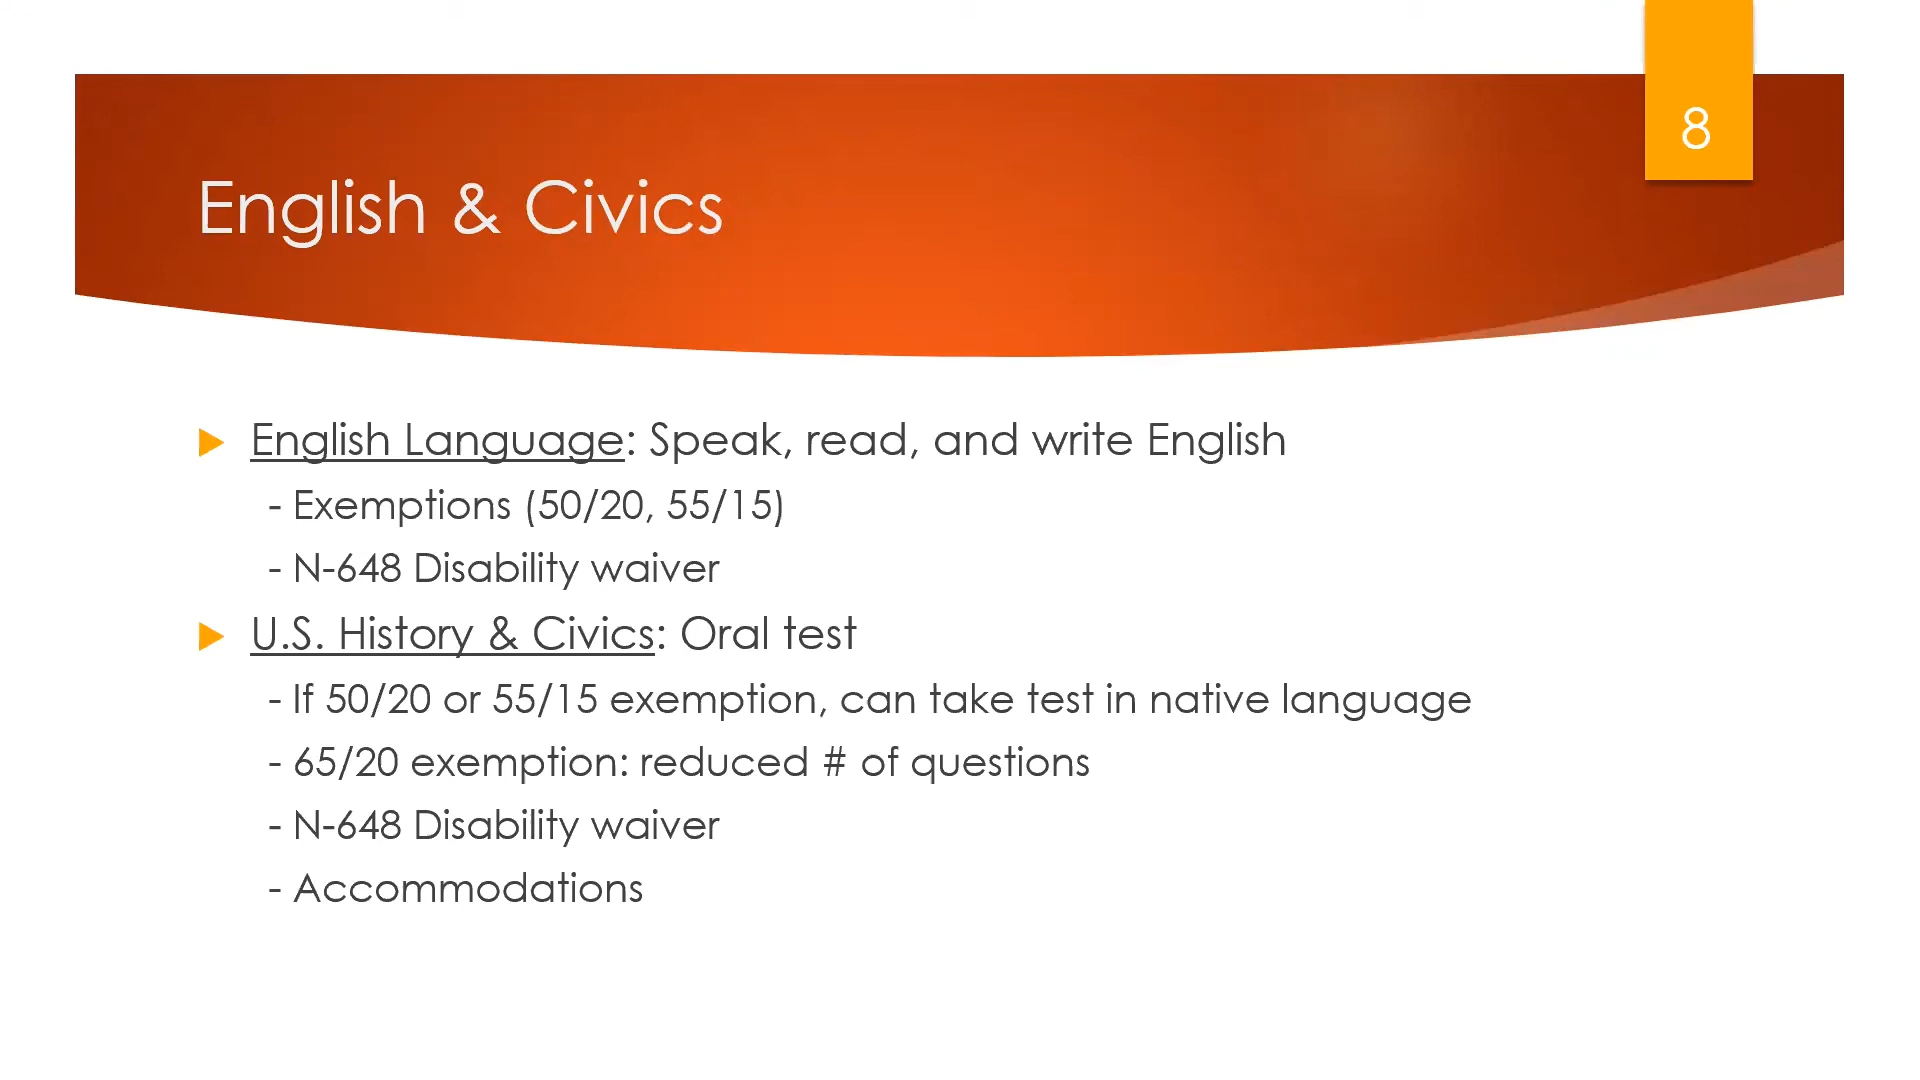 8
English & Civics
English Language: Speak, read, and write English
- Exemptions (50/20, 55/15)
- N-648 Disability waiver
U.S. History & Civics: Oral test
- If 50/20 or 55/15 exemption, can take test in native language
- 65/20 exemption: reduced # of questions
- N-648 Disability waiver
- Accommodations